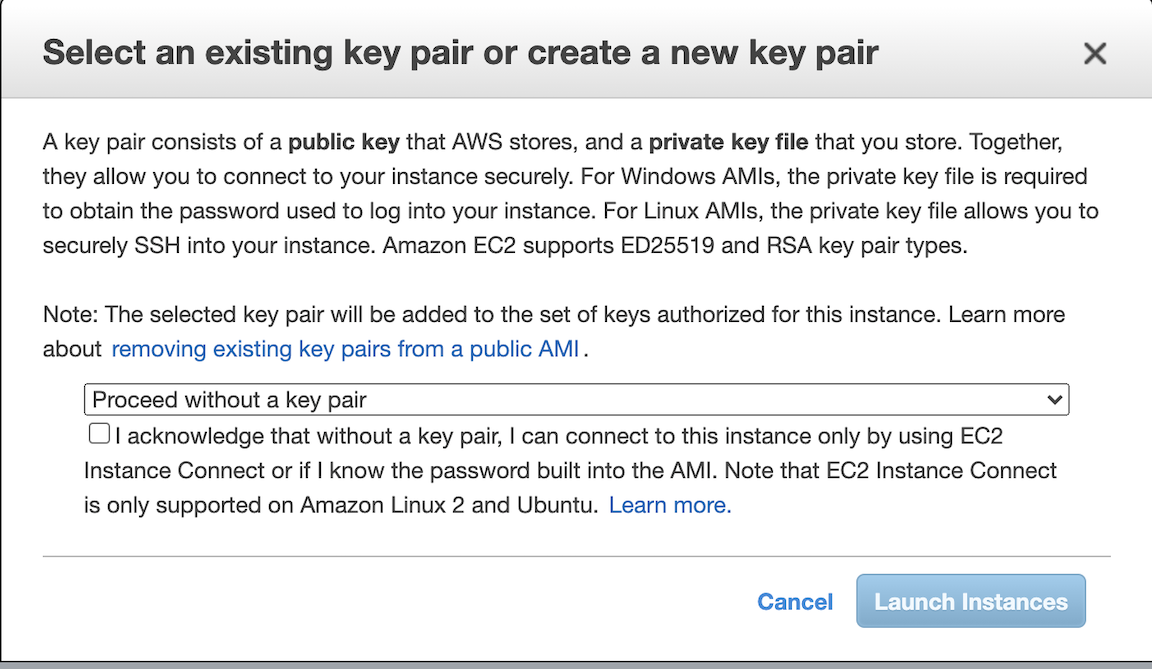 Select an existing key pair or create a new key pair
A key pair consists of a public key that AWS stores, and a private key file that you store. Together,
they allow you to connect to your instance securely. For Windows AMIs, the private key file is required
to obtain the password used to log into your instance. For Linux AMIs, the private key file allows you to
securely SSH into your instance. Amazon EC2 supports ED25519 and RSA key pair types.
Note: The selected key pair will be added to the set of keys authorized for this instance. Learn more
about removing existing key pairs from a public AMI.
Proceed without a key pair
I acknowledge that without a key pair, I can connect to this instance only by using EC2
Instance Connect or if I know the password built into the AMI. Note that EC2 Instance Connect
is only supported on Amazon Linux 2 and Ubuntu. Learn more.
Cancel Launch Instances